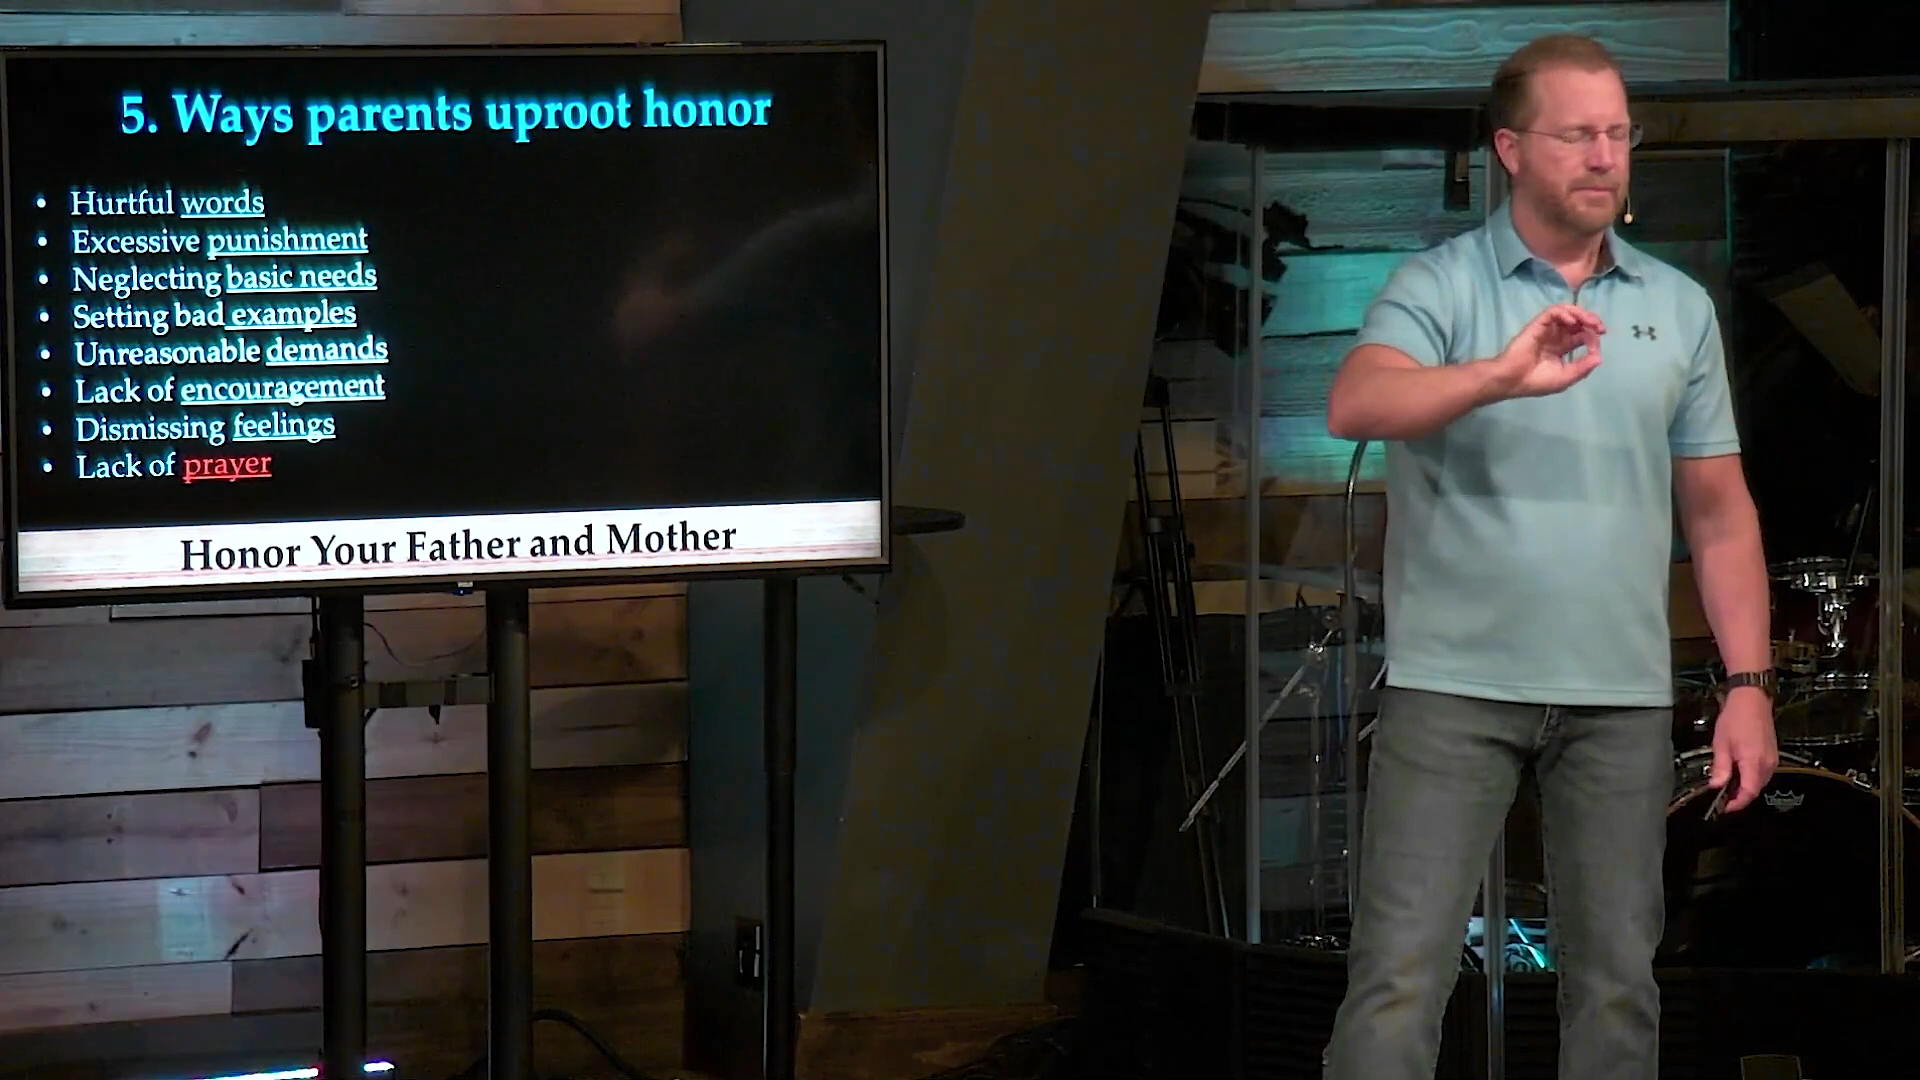 5. Ways parents uproot honor
• Hurtful words
• Excessive punishment
• Neglecting basic needs
• Setting bad examples
• Unreasonable demands
• Lack of encouragement
• Dismissing feelings
• Lack of prayer
Honor Your Father and Mother